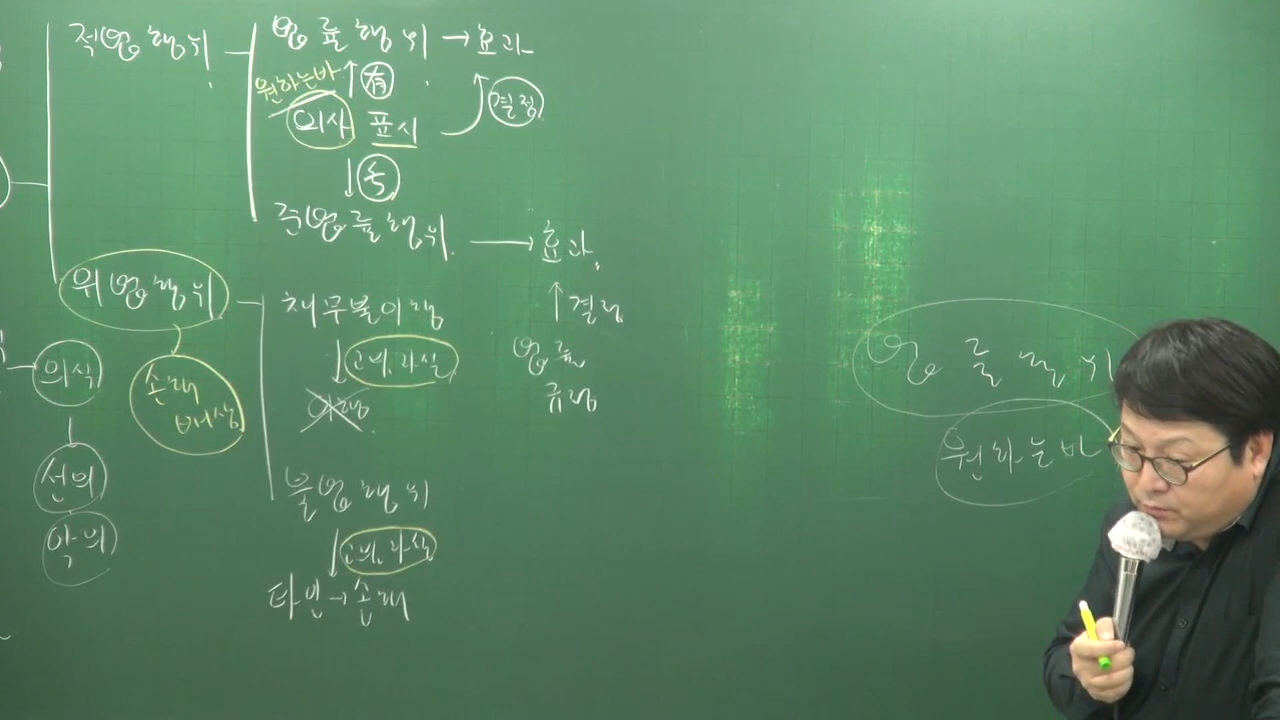 적법행위
법률행위 → 효과
원하는바 ↑ 有
의사 표시
결정
↓ 
준법률행위 → 효과
위법행위
손해
배상
채무불이행
↑ 결정
법률
규정
↓ 고의, 과실
이행
불법행위
↓ 고의, 과실
타인 → 손해
의식
선의
악의
법률행위
원하는바